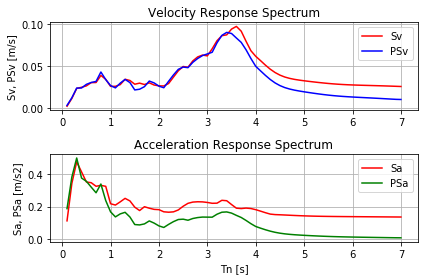 Velocity Response Spectrum
Sv, PSv [m/s]
0.10
0.05
0.00
Sv
PSv
0 1 2 3 4 5 6 7
Acceleration Response Spectrum
Sa, PSa [m/s2]
0.4
0.2
0.0
Sa
PSa
0 1 2 3 4 5 6 7
Tn [s]